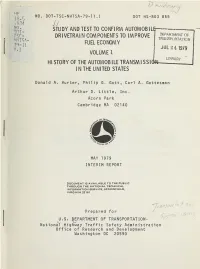 NO. DOT-TSC-NHTSA-79-11.1
DOT HS-803 859
STUDY AND TEST TO CONFIRM AUTOMOBILE
DRIVETRAIN COMPONENTS TO IMPROVE
FUEL ECONOMY
VOLUME 1
HISTORY OF THE AUTOMOBILE TRANSMISSION
IN THE UNITED STATES
DEPARTMENT OF
TRANSPORTATION
JUL 24 1979
LIBRARY
Donald A. Hurter, Philip G. Gott, Carl A. Gottesman
Arthur D. Little, Inc.
Acorn Park
Cambridge MA 02140
MAY 1979
INTERIM REPORT
DOCUMENT IS AVAILABLE TO THE PUBLIC
THROUGH THE NATIONAL TECHNICAL
INFORMATION SERVICE, SPRINGFIELD,
VIRGINIA 22161
Prepared for
U.S. DEPARTMENT OF TRANSPORTATION
National Highway Traffic Safety Administration
Office of Research and Development
Washington DC 20590